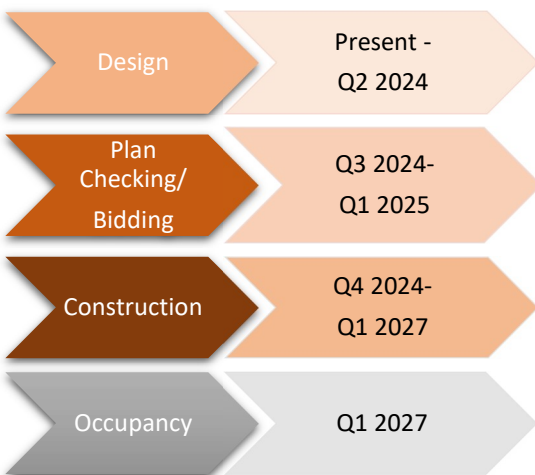 Design
Present -
Q2 2024
Plan
Checking/
Bidding
Q3 2024-
Q1 2025
Construction
Q4 2024-
Q1 2027
Occupancy
Q1 2027